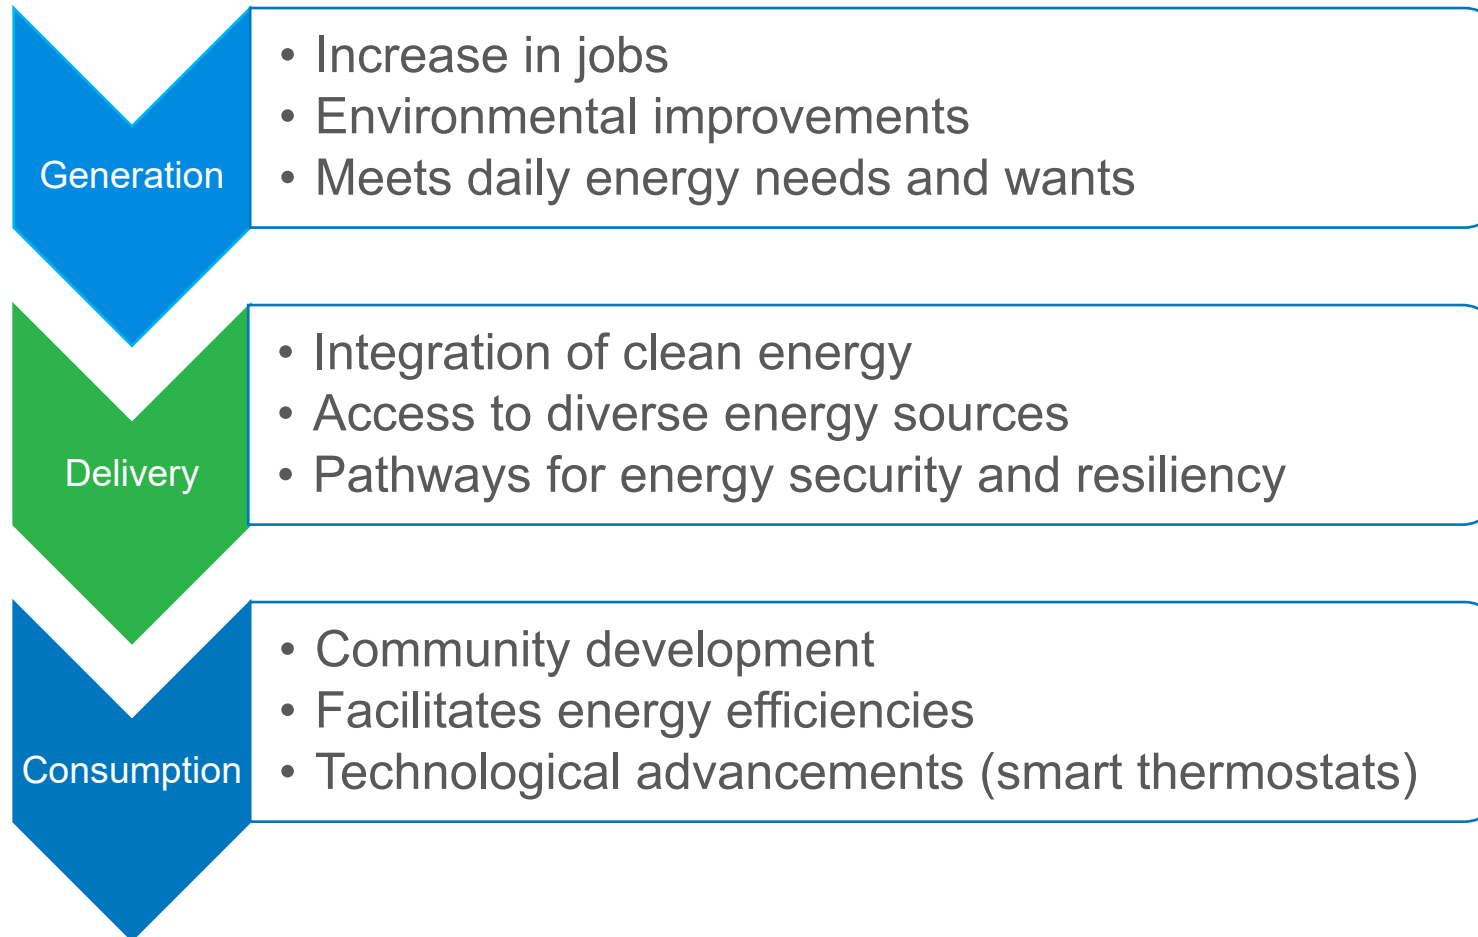 Generation
• Increase in jobs
• Environmental improvements
• Meets daily energy needs and wants
Delivery
• Integration of clean energy
• Access to diverse energy sources
• Pathways for energy security and resiliency
Consumption
• Community development
• Facilitates energy efficiencies
• Technological advancements (smart thermostats)